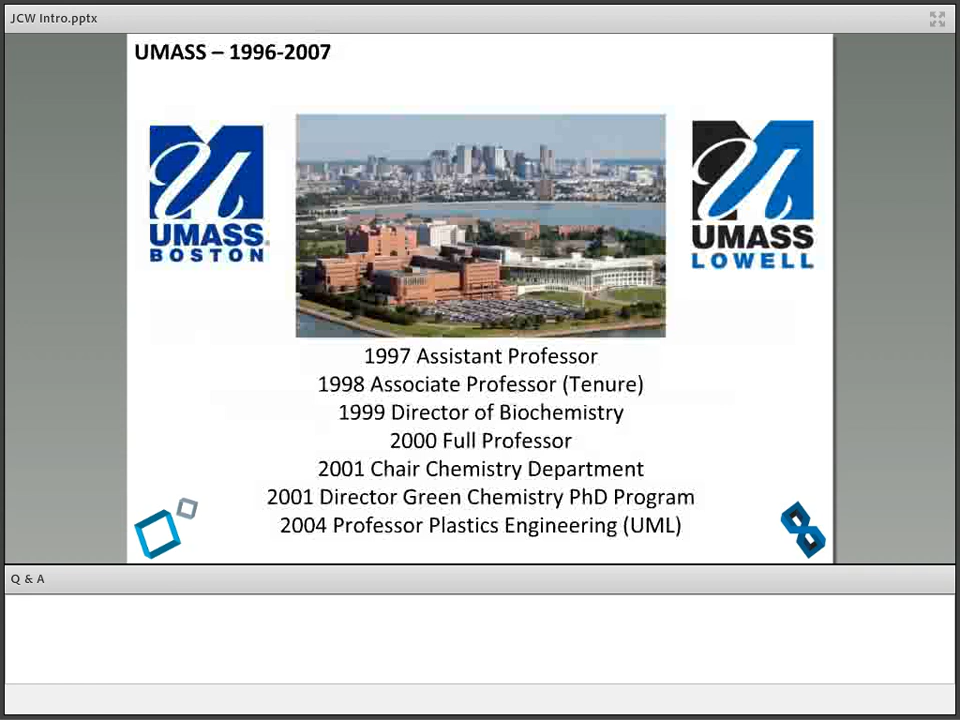 JCW Intro.pptx
UMASS – 1996-2007
UMASS
BOSTON
UMASS
LOWELL
1997 Assistant Professor
1998 Associate Professor (Tenure)
1999 Director of Biochemistry
2000 Full Professor
2001 Chair Chemistry Department
2001 Director Green Chemistry PhD Program
2004 Professor Plastics Engineering (UML)
Q & A